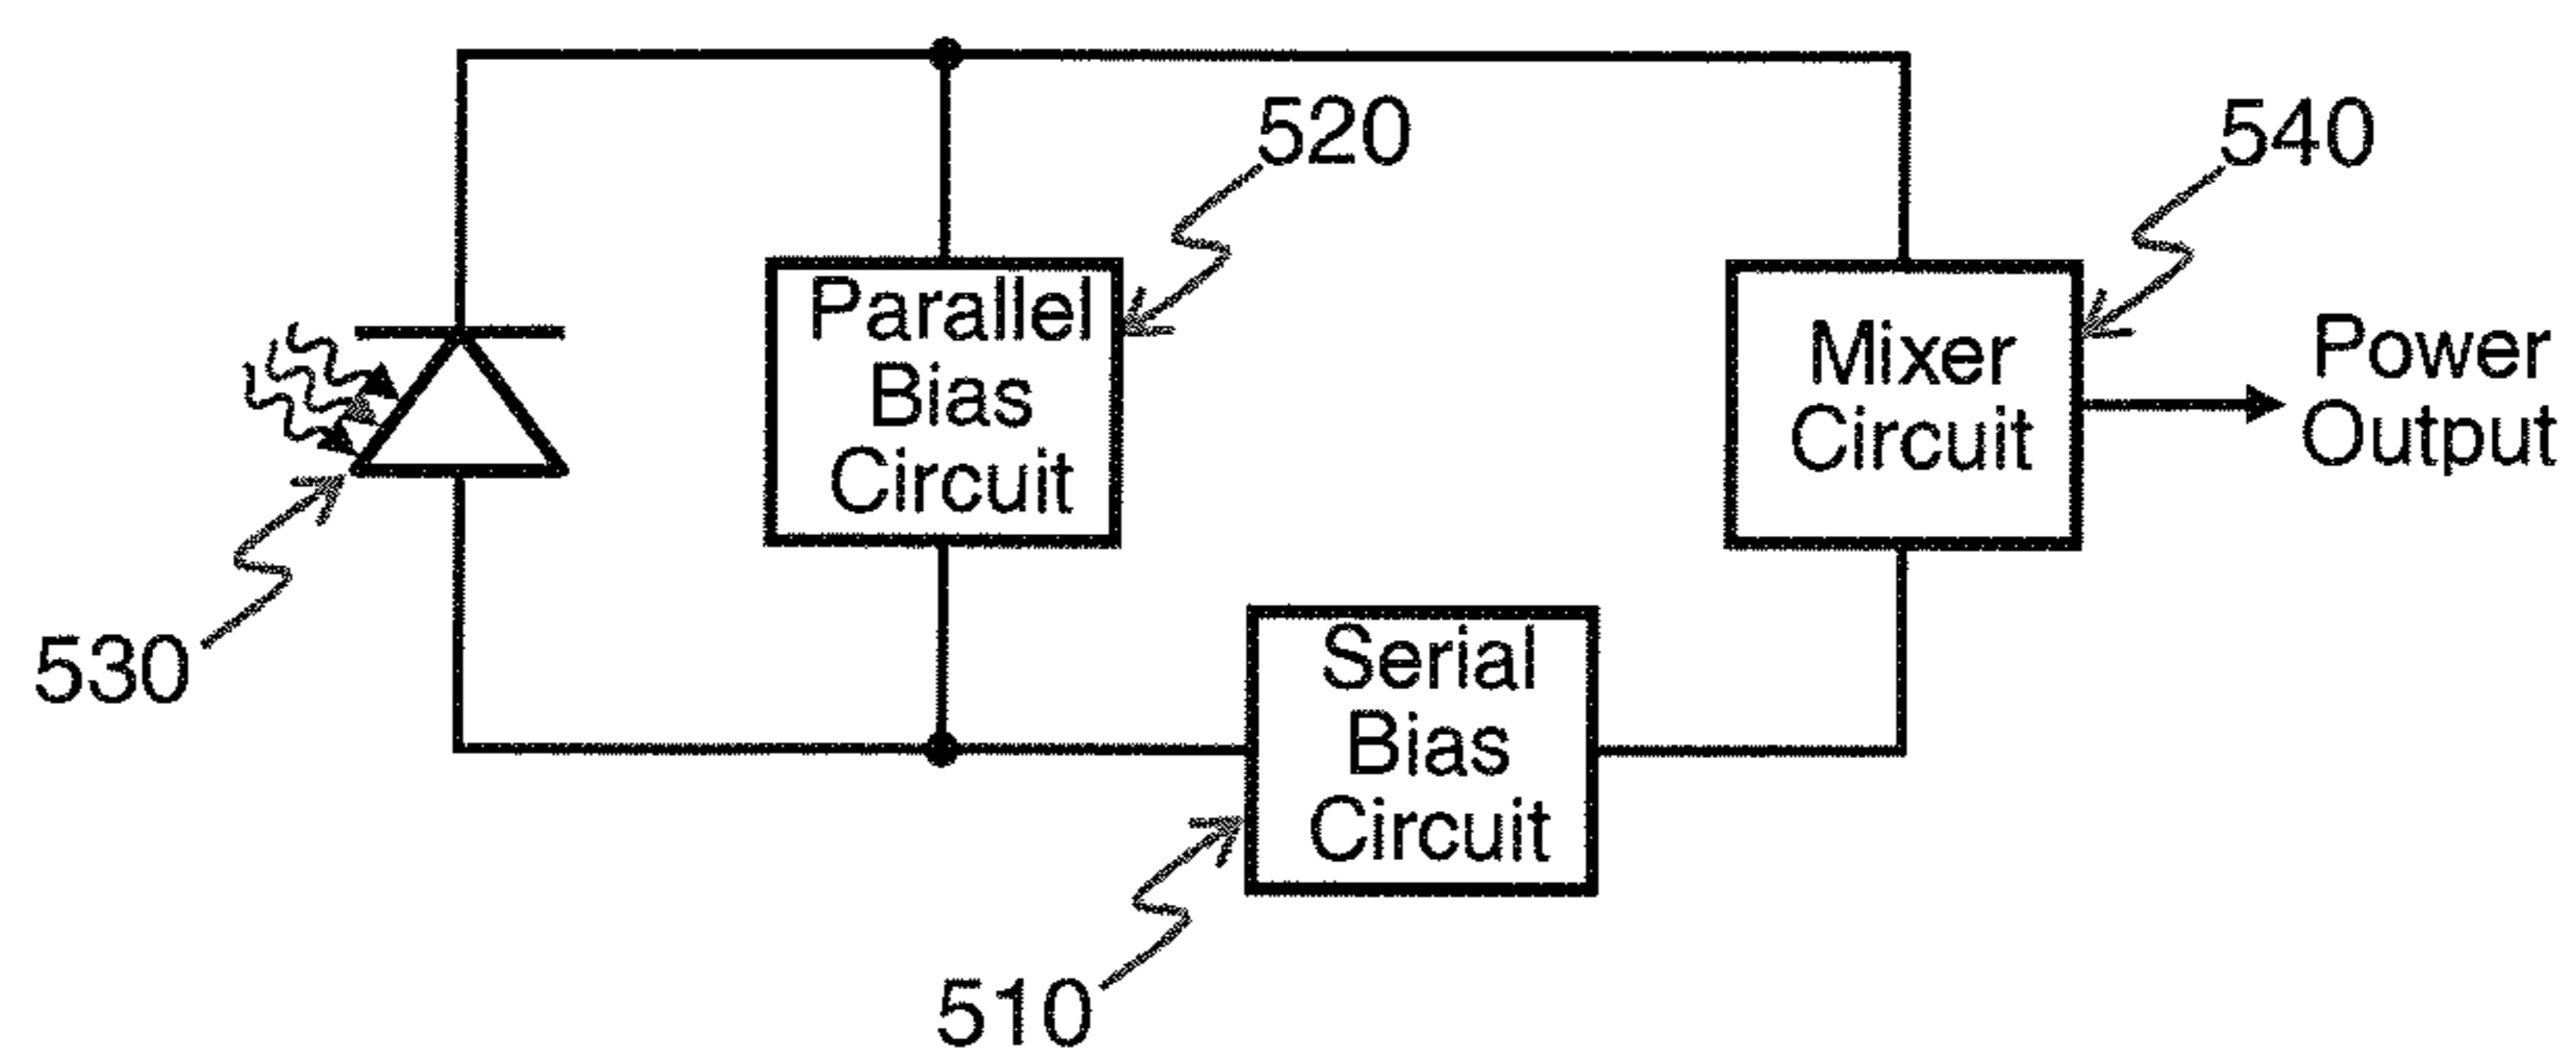 520
540
Parallel
Bias
Circuit
Mixer
Circuit
Power
Output
530
Serial
Bias
Circuit
510